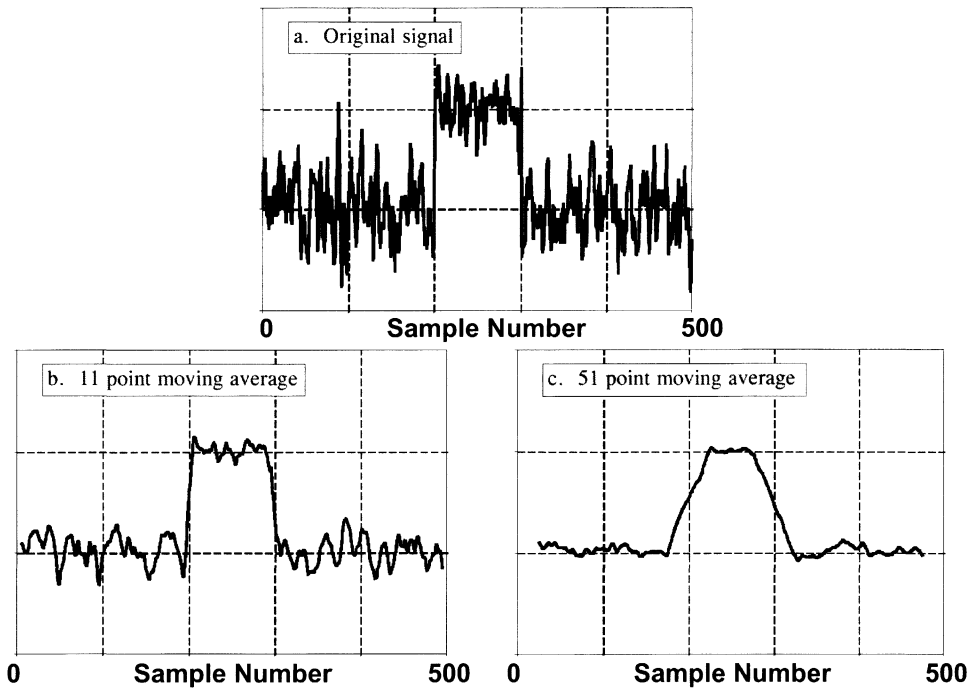 a. Original signal
0 Sample Number 500
b. 11 point moving average
0 Sample Number 500
c. 51 point moving average
0 Sample Number 500